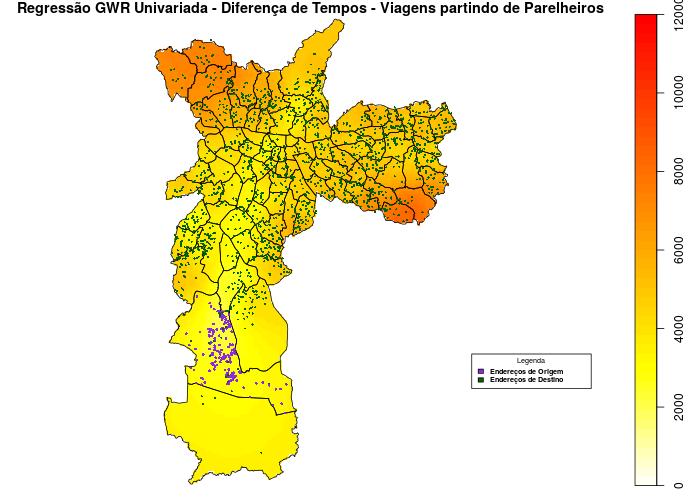 Regressão GWR Univariada - Diferença de Tempos - Viagens partindo de Parelheiros
12000
10000
8000
6000
4000
2000
0
Legenda
Endereços de Origem
Endereços de Destino